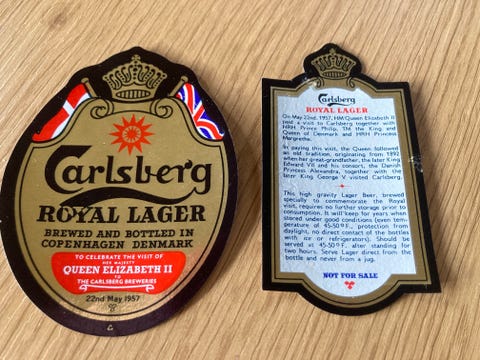 Carlsberg
ROYAL LAGER
BREWED AND BOTTLED IN
COPENHAGEN DENMARK
TO CELEBRATE THE VISIT OF
HER MAJESTY
QUEEN ELIZABETH II
TO
THE CARLSBERG BREWERIES
22nd May 1957
Carlsberg
ROYAL LAGER
On May 22nd. 1957, HM Queen Elizabeth II
paid a visit to Carlsberg together with
HRH Prince Philip, TM the King and
Queen of Denmark and HRH Princess
Margrethe.
In paying this visit, the Queen followed
an old tradition, originating from 1892
when her great-grandfather, the later King
Edward VII and his consort, the Danish
Princess Alexandra, together with the
later King George V visited Carlsberg.
This high gravity Lager Beer, brewed
specially to commemorate the Royal
visit, requires no further storage prior to
consumption. It will keep for years when
stored under good conditions (even tem-
perature of 45-50° F., protection from
daylight, no direct contact of the bottles
with ice or refrigerators). Should be
served at 45-50° F. after standing for
two hours. Serve Lager direct from the
bottle and never from a jug.
NOT FOR SALE